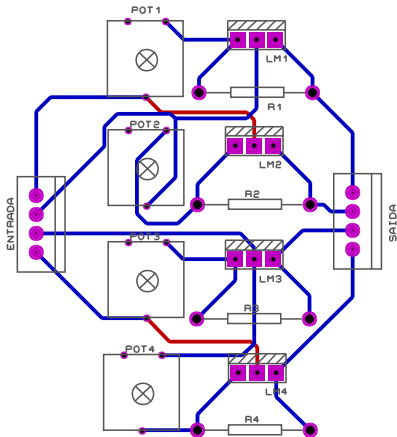 POT1
LM1
R1
POT2
LM2
R2
ENTRADA
SAIDA
POT3
LM3
R3
POT4
LM4
R4